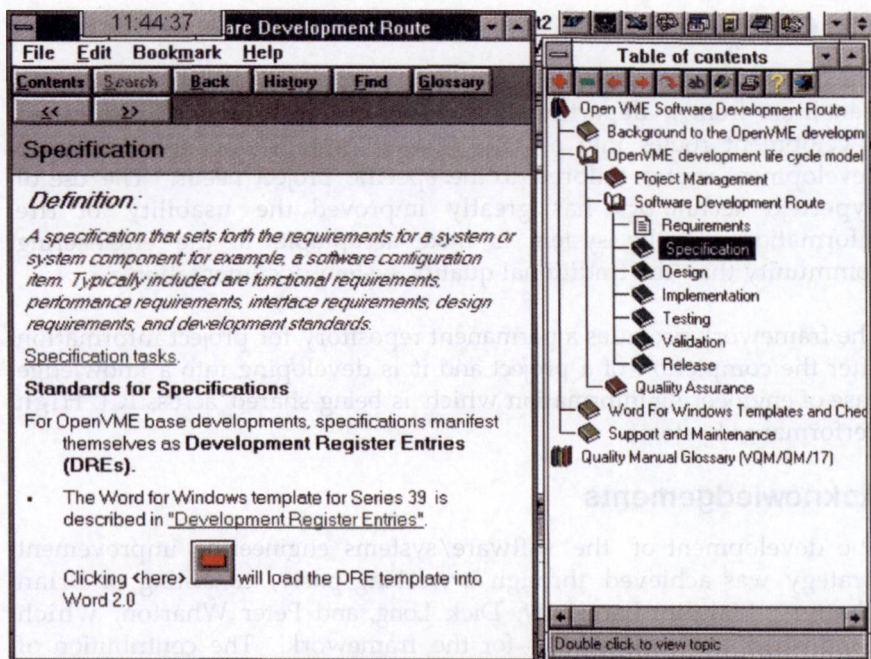 11:44:37
are Development Route
File Edit Bookmark Help
Contents Search Back History Find Glossary
<< >>
Specification
Definition:
A specification that sets forth the requirements for a system or
system component for example, a software configuration
item. Typically included are functional requirements,
performance requirements, interface requirements, design
requirements, and development standards.
Specification tasks.
Standards for Specifications
For OpenVME base developments, specifications manifest
themselves as Development Register Entries
(DREs).
• The Word for Windows template for Series 39 is
described in "Development Register Entries".
Clicking <here> will load the DRE template into
Word 2.0
Table of contents
Open VME Software Development Route
Background to the OpenVME developm
OpenVME development life cycle model
Project Management
Software Development Route
Requirements
Specification
Design
Implementation
Testing
Validation
Release
Quality Assurance
Word For Windows Templates and Chec
Support and Maintenance
Quality Manual Glossary (VQM/QM/17)
Double click to view topic